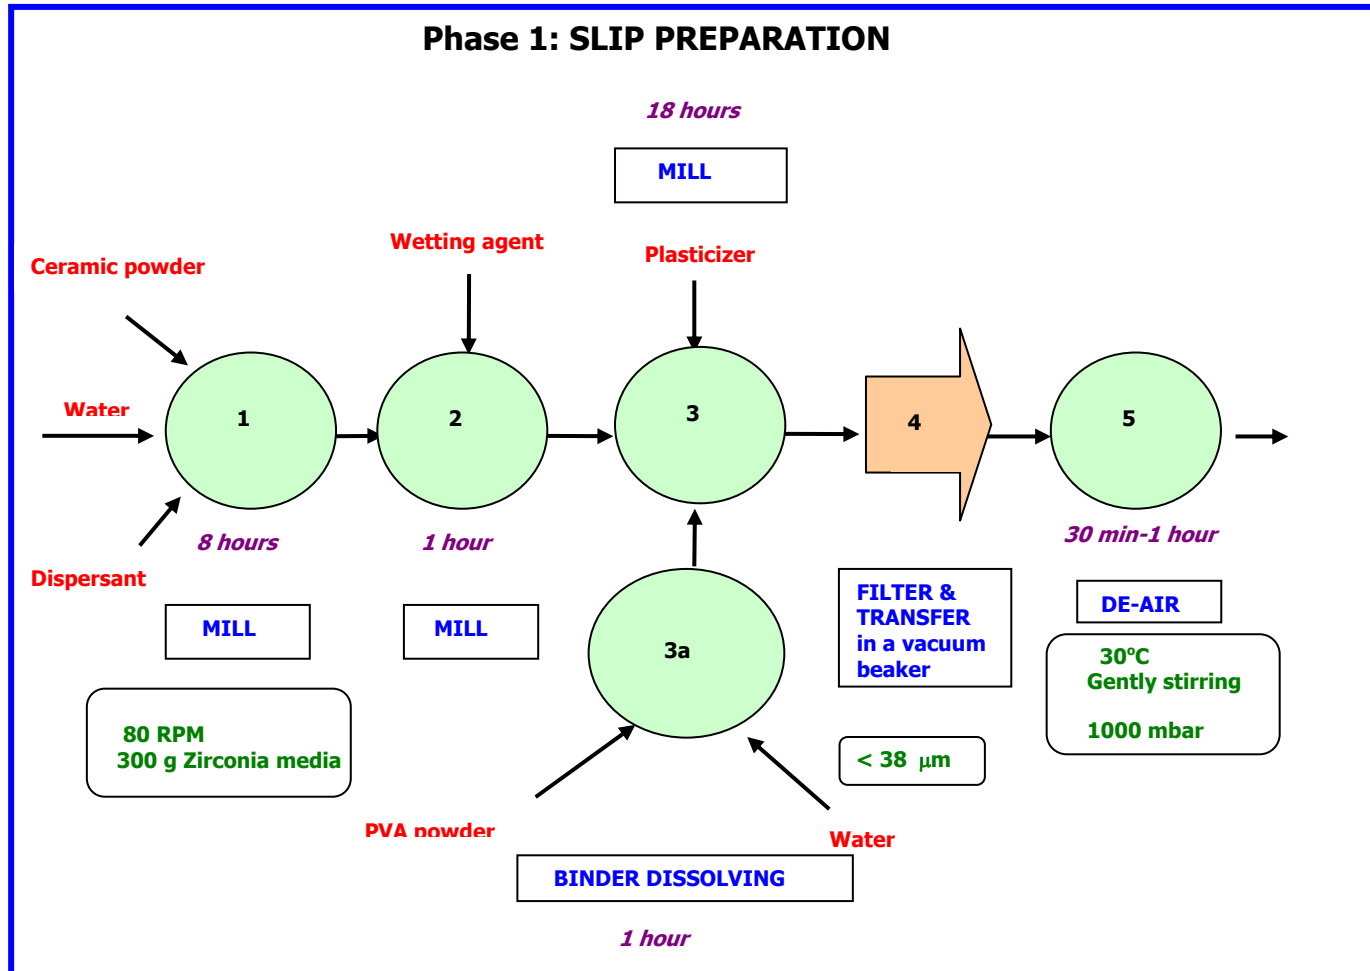 Phase 1: SLIP PREPARATION
18 hours
MILL
Wetting agent
Plasticizer
Ceramic powder
Water
1
2
3
4
5
8 hours
1 hour
30 min-1 hour
Dispersant
MILL
MILL
3a
FILTER &
TRANSFER
in a vacuum
beaker
DE-AIR
30°C
Gently stirring
1000 mbar
80 RPM
300 g Zirconia media
< 38 μm
PVA powder
Water
BINDER DISSOLVING
1 hour